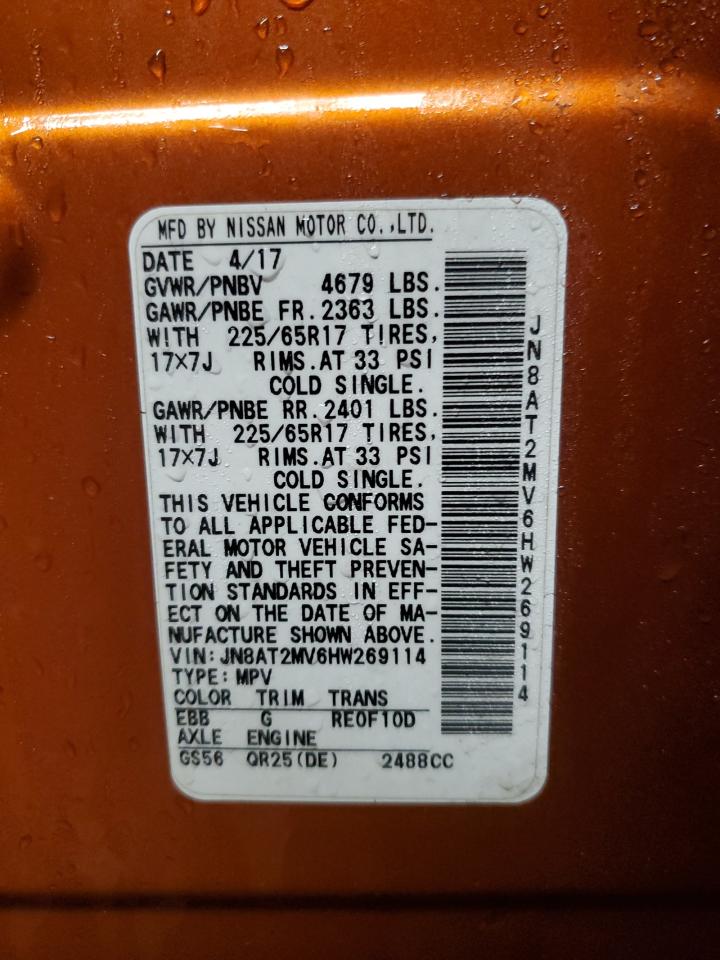 MFD BY NISSAN MOTOR CO.,LTD.
DATE 4/17
GVWR/PNBV 4679 LBS.
GAWR/PNBE FR. 2363 LBS.
WITH 225/65R17 TIRES,
17×7J RIMS. AT 33 PSI
COLD SINGLE.
GAWR/PNBE RR. 2401 LBS.
WITH 225/65R17 TIRES,
17×7J RIMS. AT 33 PSI
COLD SINGLE.
THIS VEHICLE CONFORMS
TO ALL APPLICABLE FED-
ERAL MOTOR VEHICLE SA-
FETY AND THEFT PREVEN-
TION STANDARDS IN EFF-
ECT ON THE DATE OF MA-
NUFACTURE SHOWN ABOVE.
VIN: JN8AT2MV6HW269114
TYPE: MPV
COLOR TRIM TRANS
EBB G RE0F10D
AXLE ENGINE
GS56 QR25(DE) 2488CC
JN8AT2MV6HW269114